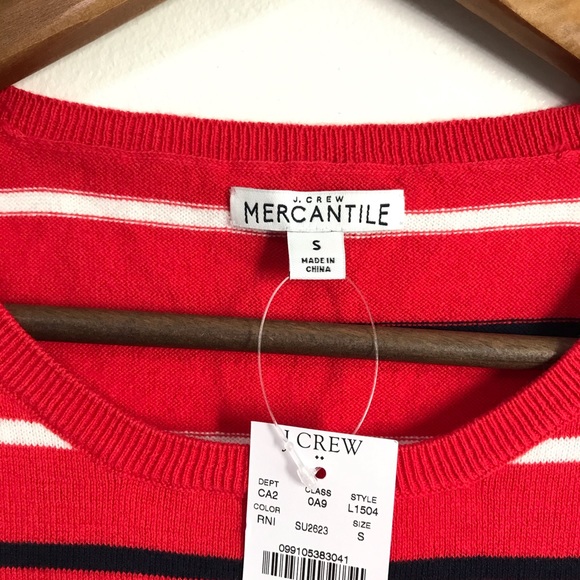 J. CREW
MERCANTILE
S
MADE IN
CHINA
J.CREW
DEPT CLASS STYLE
CA2 0A9 L1504
COLOR SIZE
RNI SU2623 S
099105383041